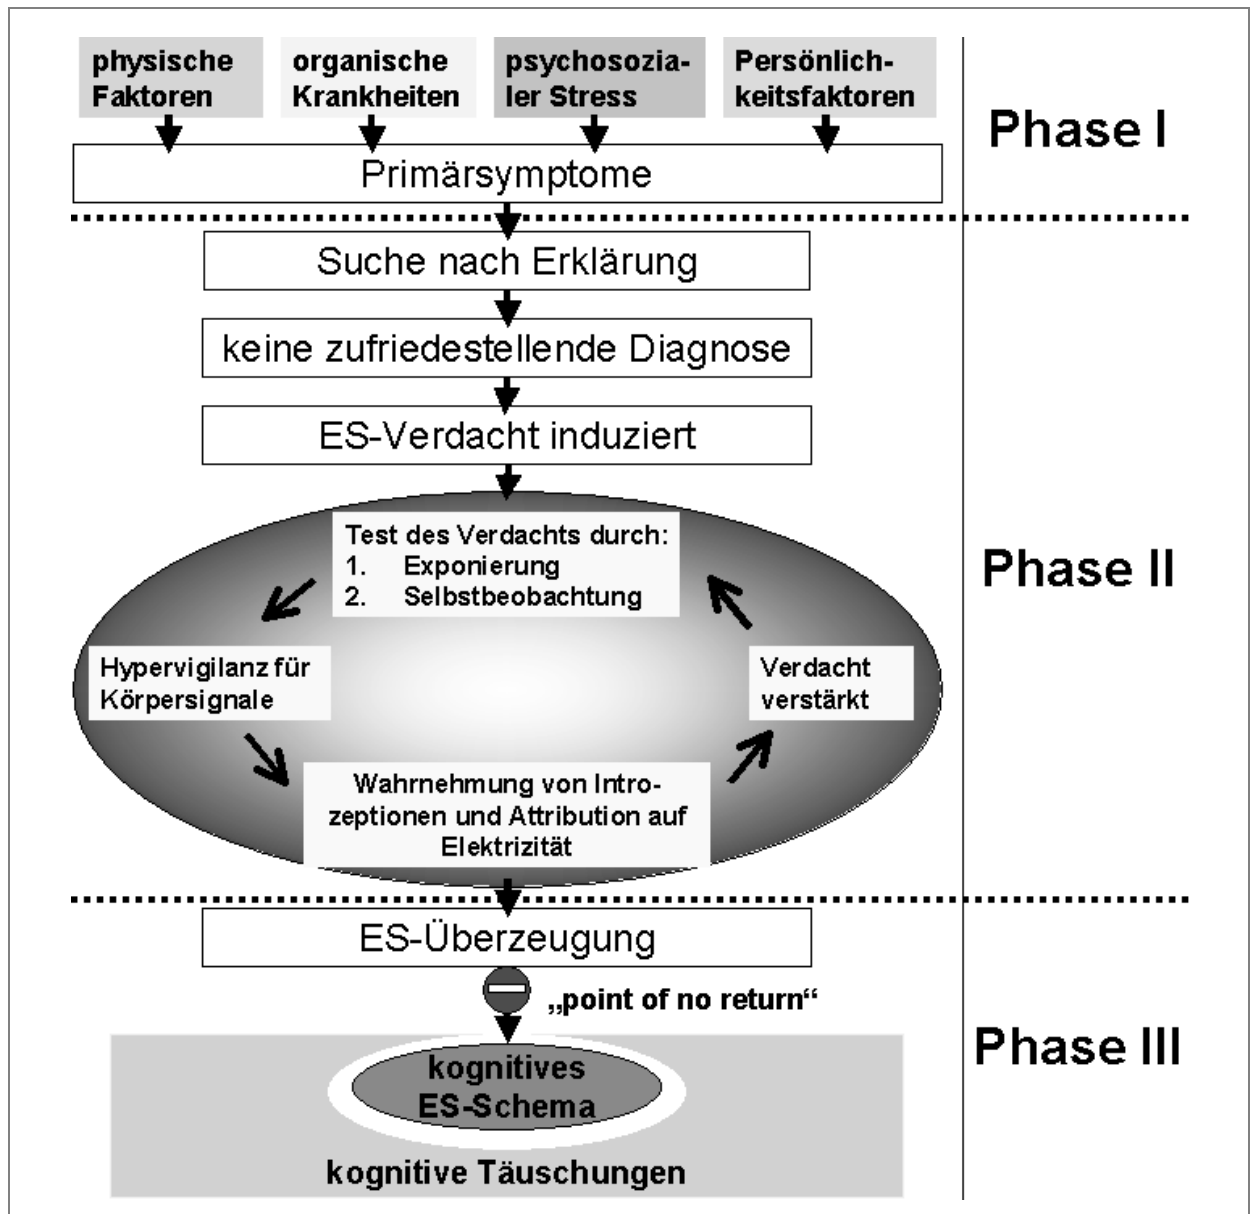 physische
Faktoren
organische
Krankheiten
psychosozia-
ler Stress
Persönlich-
keitsfaktoren
Phase I
Primärsymptome
Suche nach Erklärung
keine zufriedestellende Diagnose
ES-Verdacht induziert
Test des Verdachts durch:
1. Exponierung
2. Selbstbeobachtung
Phase II
Hypervigilanz für
Körpersignale
Verdacht
verstärkt
Wahrnehmung von Intro-
zeptionen und Attribution auf
Elektrizität
ES-Überzeugung
„point of no return“
Phase III
kognitives
ES-Schema
kognitive Täuschungen